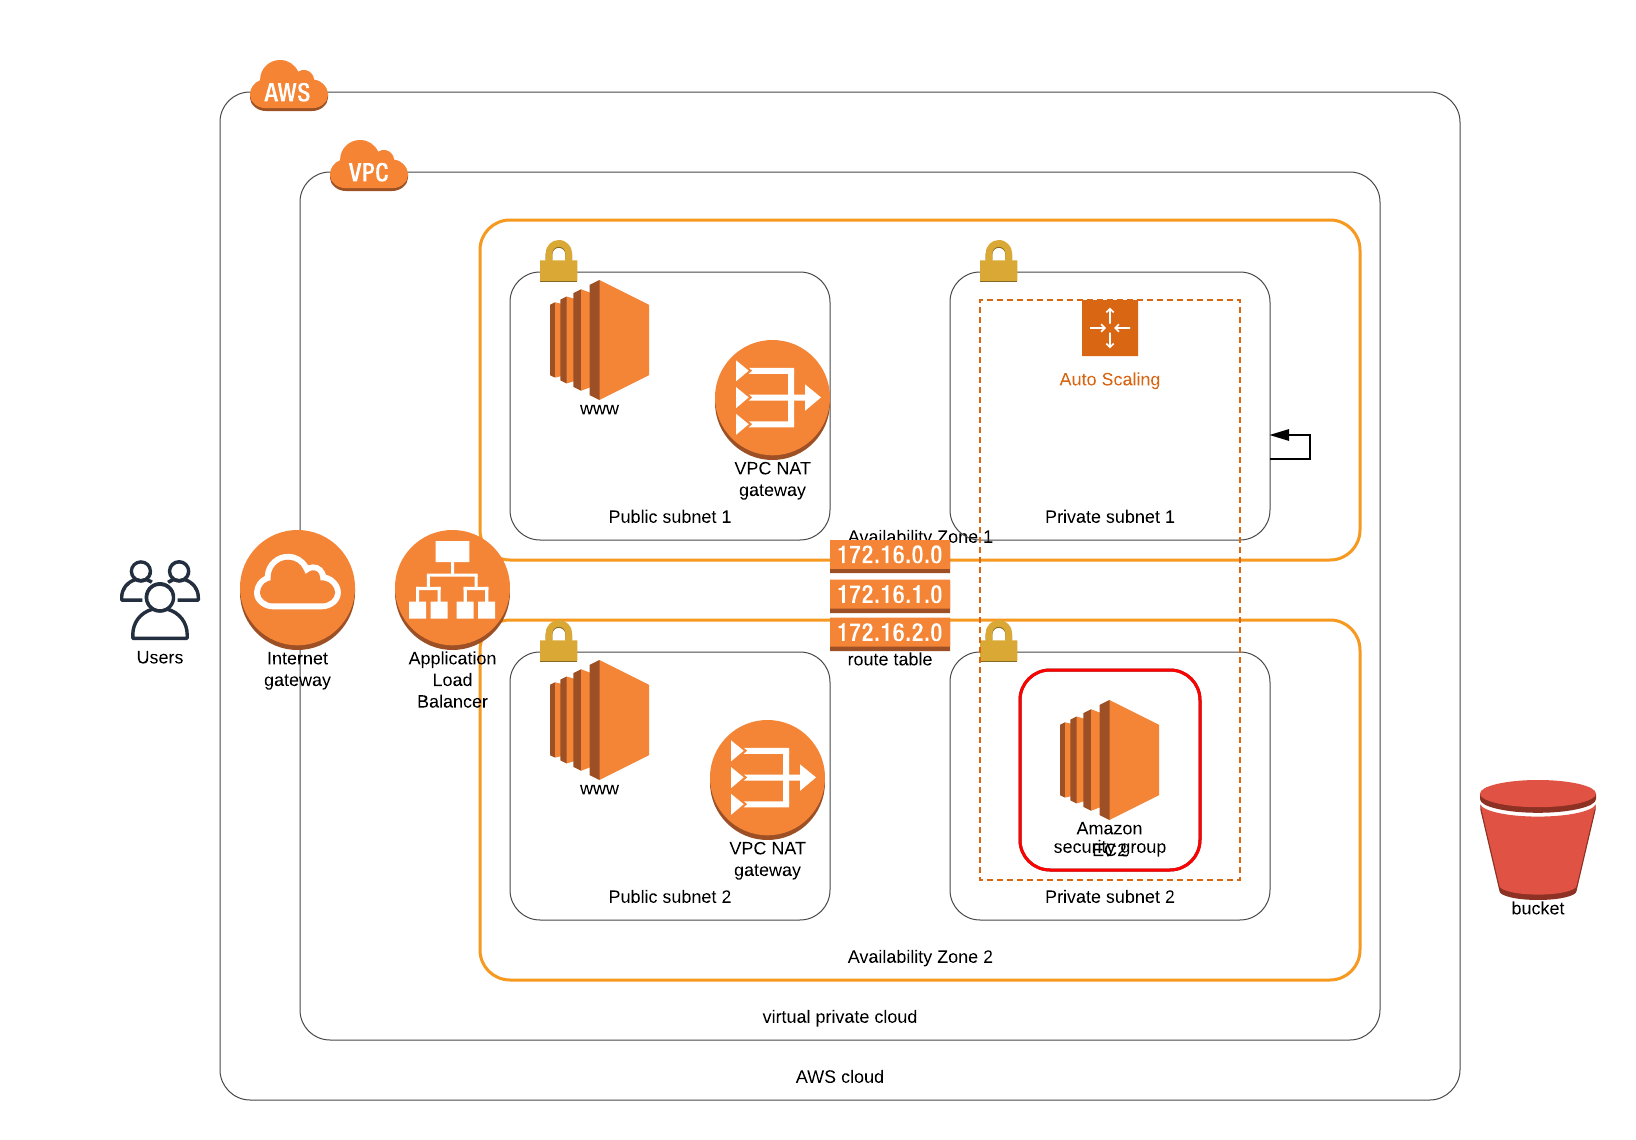 AWS
VPC
www
VPC NAT
gateway
Public subnet 1
Auto Scaling
Private subnet 1
Availability Zone 1
172.16.0.0
172.16.1.0
172.16.2.0
route table
Users
Internet
gateway
Application
Load
Balancer
www
VPC NAT
gateway
Public subnet 2
Amazon
EC2
security group
Private subnet 2
Availability Zone 2
bucket
virtual private cloud
AWS cloud